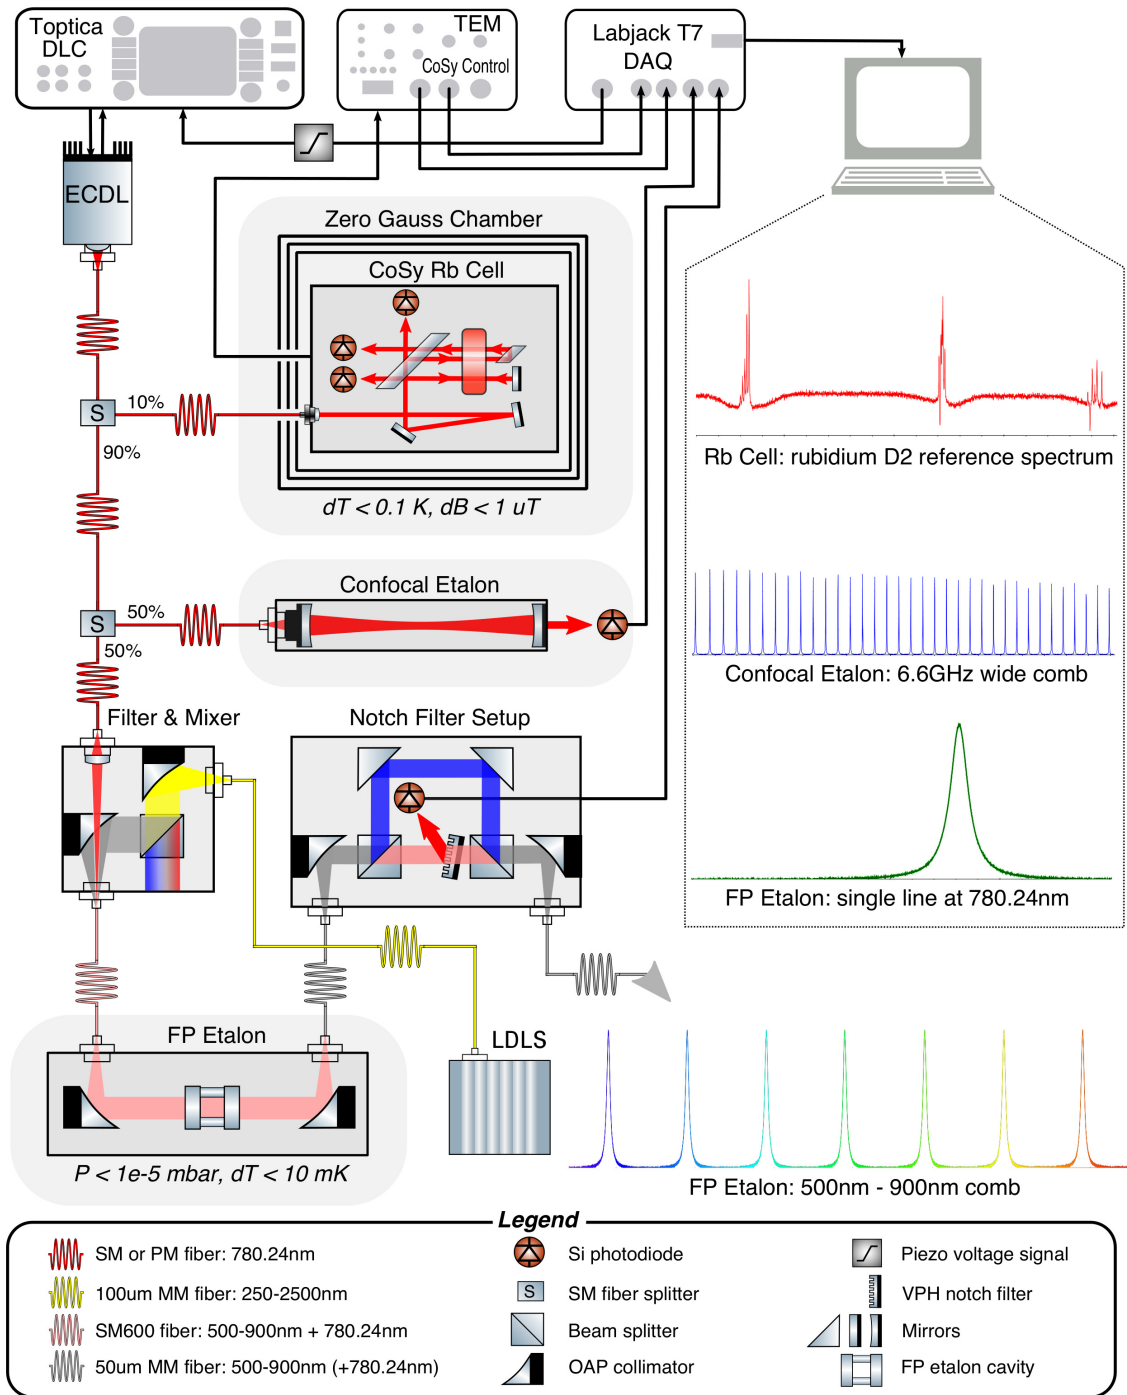 Toptica
DLC
TEM
CoSy Control
Labjack T7
DAQ
ECDL
Zero Gauss Chamber
CoSy Rb Cell
S
10%
90%
dT < 0.1 K, dB < 1 uT
Rb Cell: rubidium D2 reference spectrum
Confocal Etalon
S
50%
50%
Confocal Etalon: 6.6GHz wide comb
Filter & Mixer
Notch Filter Setup
FP Etalon: single line at 780.24nm
FP Etalon
LDLS
P < 1e-5 mbar, dT < 10 mK
FP Etalon: 500nm - 900nm comb
Legend
SM or PM fiber: 780.24nm
100um MM fiber: 250-2500nm
SM600 fiber: 500-900nm + 780.24nm
50um MM fiber: 500-900nm (+780.24nm)
Si photodiode
S SM fiber splitter
Beam splitter
OAP collimator
Piezo voltage signal
VPH notch filter
Mirrors
FP etalon cavity